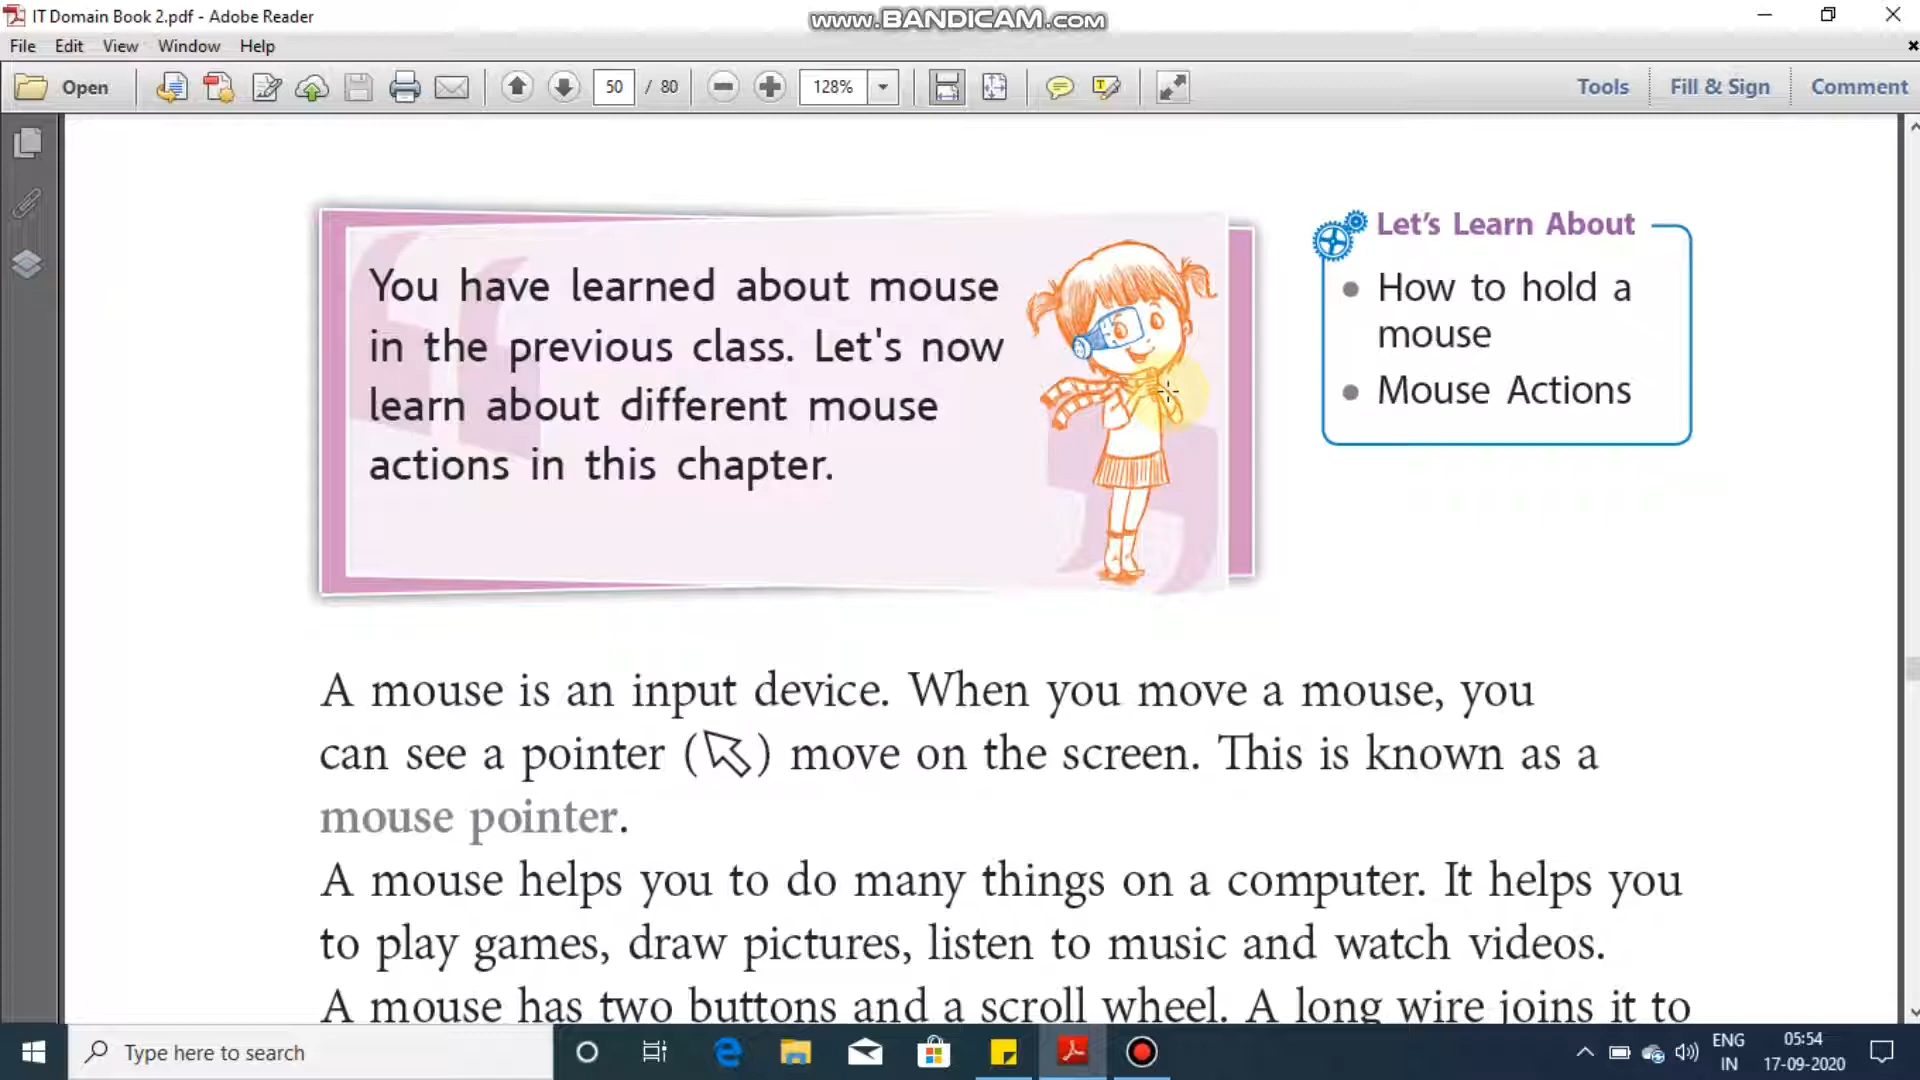 IT Domain Book 2.pdf - Adobe Reader
www.BANDICAM.com
File Edit View Window Help
Open 50 / 80 128% Tools Fill & Sign Comment
You have learned about mouse
in the previous class. Let's now
learn about different mouse
actions in this chapter.
Let's Learn About
• How to hold a
mouse
• Mouse Actions
A mouse is an input device. When you move a mouse, you
can see a pointer () move on the screen. This is known as a
mouse pointer.
A mouse helps you to do many things on a computer. It helps you
to play games, draw pictures, listen to music and watch videos.
A mouse has two buttons and a scroll wheel. A long wire joins it to
Type here to search
ENG
IN
05:54
17-09-2020